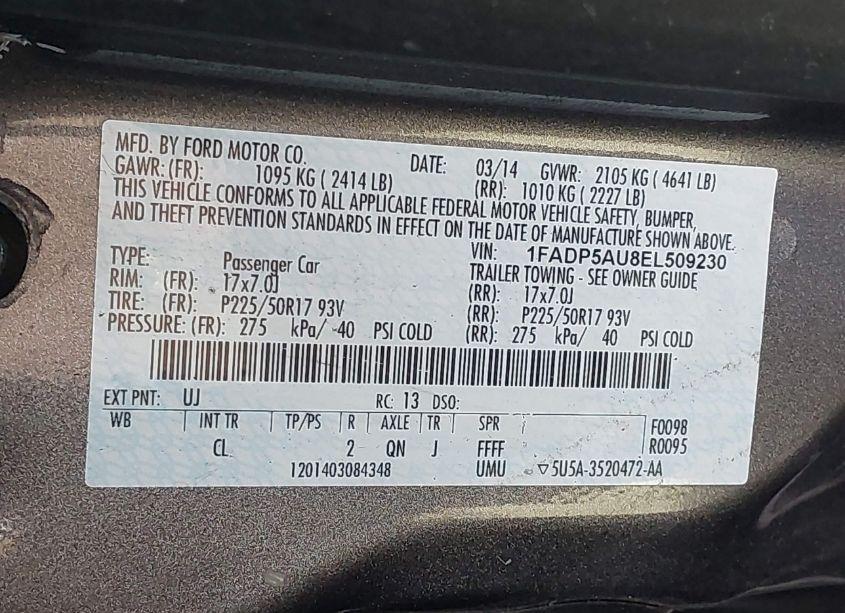 MFD. BY FORD MOTOR CO. DATE: 03/14 GVWR: 2105 KG ( 4641 LB)
GAWR: (FR): 1095 KG ( 2414 LB) (RR): 1010 KG ( 2227 LB)
THIS VEHICLE CONFORMS TO ALL APPLICABLE FEDERAL MOTOR VEHICLE SAFETY, BUMPER,
AND THEFT PREVENTION STANDARDS IN EFFECT ON THE DATE OF MANUFACTURE SHOWN ABOVE.
VIN: 1FADP5AU8EL509230
TYPE: Passenger Car TRAILER TOWING - SEE OWNER GUIDE
RIM: (FR): 17x7.0J (RR): 17x7.0J
TIRE: (FR): P225/50R17 93V (RR): P225/50R17 93V
PRESSURE: (FR): 275 kPa/ 40 PSI COLD (RR): 275 kPa/ 40 PSI COLD
EXT PNT: UJ RC: 13 DSO:
WB INT TR TP/PS R AXLE TR SPR F0098
CL 2 QN J FFFF R0095
1201403084348 UMU ▽5U5A-3520472-AA